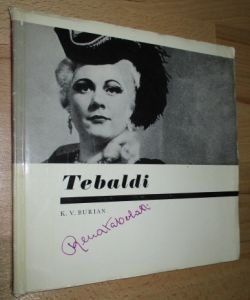 Tebaldi
K. V. BURIAN
Renata Tebaldi